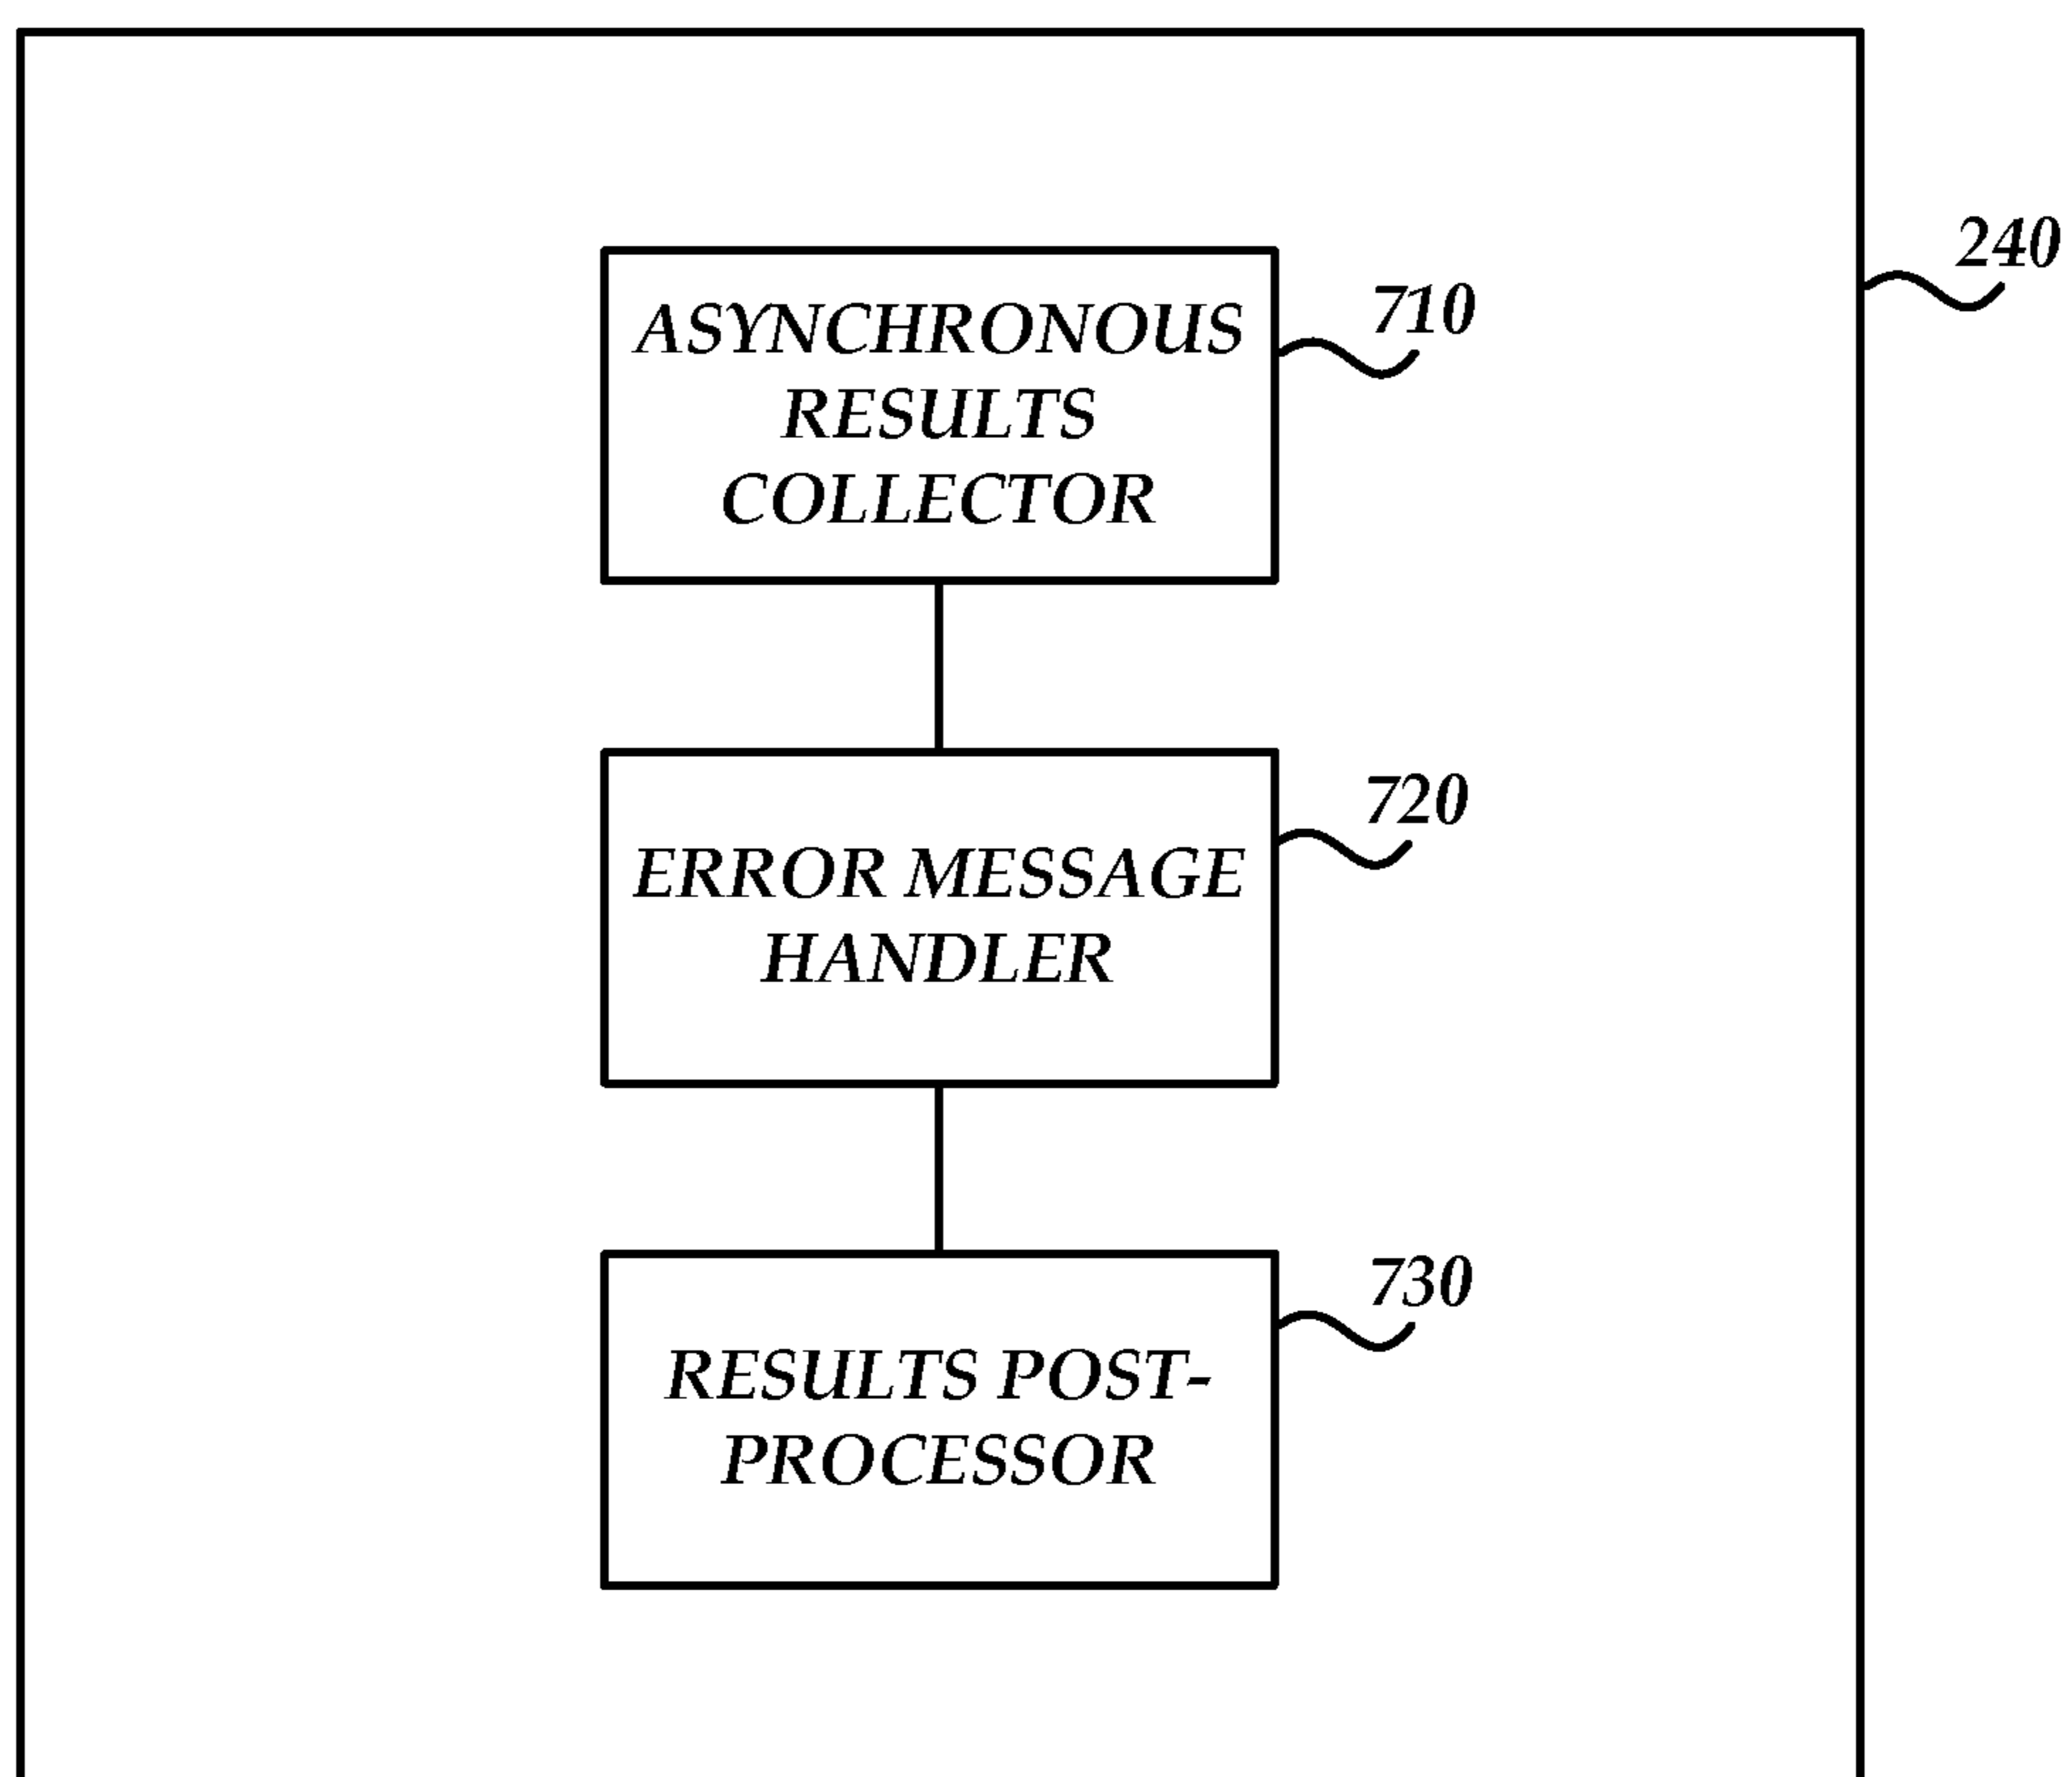 240
710
ASYNCHRONOUS
RESULTS
COLLECTOR
720
ERROR MESSAGE
HANDLER
730
RESULTS POST-
PROCESSOR